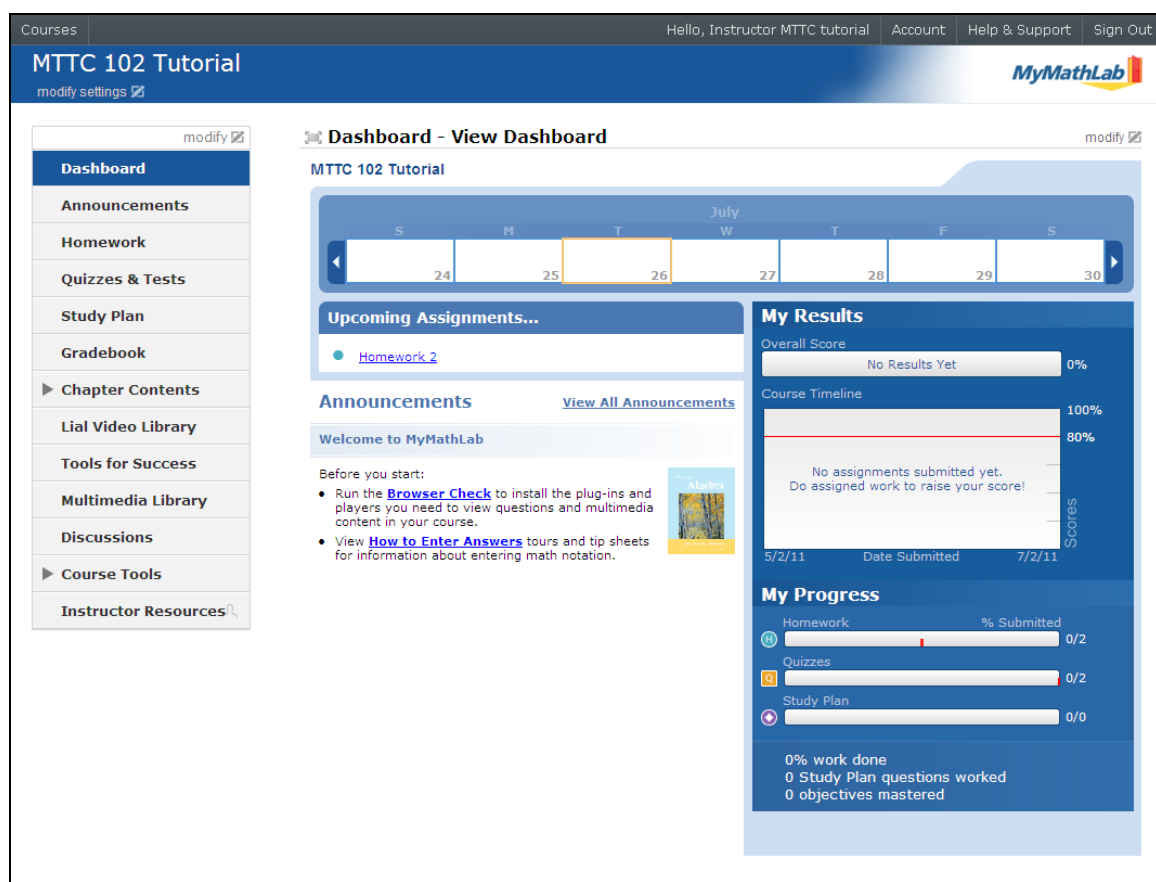 Courses
Hello, Instructor MTTC tutorial
Account
Help & Support
Sign Out
MTTC 102 Tutorial
modify settings
MyMathLab
modify
Dashboard
Announcements
Homework
Quizzes & Tests
Study Plan
Gradebook
Chapter Contents
Lial Video Library
Tools for Success
Multimedia Library
Discussions
Course Tools
Instructor Resources
Dashboard - View Dashboard
modify
MTTC 102 Tutorial
July
S M T W T F S
24 25 26 27 28 29 30
Upcoming Assignments...
Homework 2
Announcements
View All Announcements
Welcome to MyMathLab
Before you start:
Run the Browser Check to install the plug-ins and
players you need to view questions and multimedia
content in your course.
View How to Enter Answers tours and tip sheets
for information about entering math notation.
Algebra
My Results
Overall Score
No Results Yet
0%
Course Timeline
100%
80%
No assignments submitted yet.
Do assigned work to raise your score!
Scores
5/2/11 Date Submitted 7/2/11
My Progress
Homework % Submitted
H
0/2
Quizzes
Q
0/2
Study Plan
0/0
0% work done
0 Study Plan questions worked
0 objectives mastered